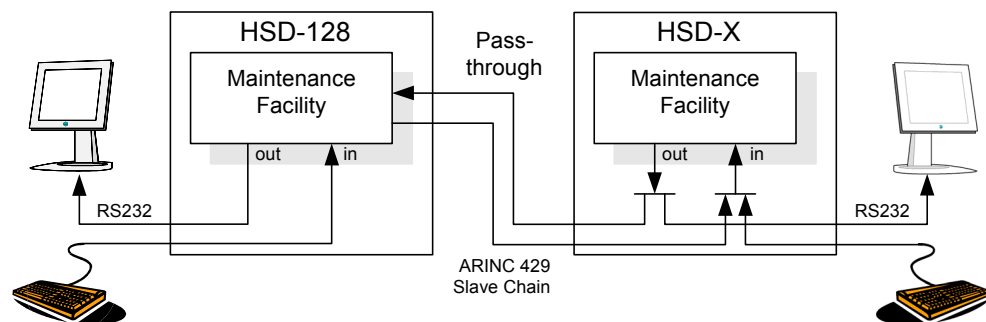 HSD-128
Pass-
through
HSD-X
Maintenance
Facility
Maintenance
Facility
out
in
out
in
RS232
RS232
ARINC 429
Slave Chain